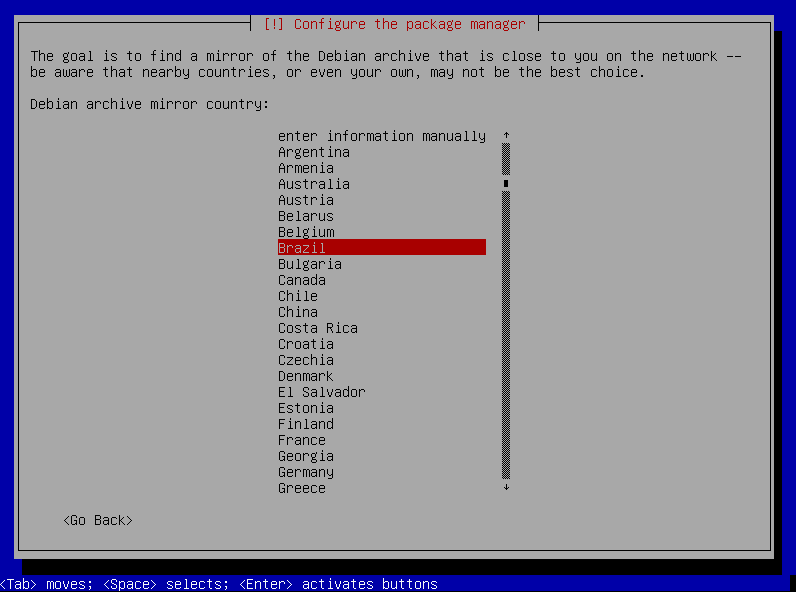 [!] Configure the package manager
The goal is to find a mirror of the Debian archive that is close to you on the network --
be aware that nearby countries, or even your own, may not be the best choice.
Debian archive mirror country:
enter information manually ↑
Argentina
Armenia
Australia
Austria
Belarus
Belgium
Brazil
Bulgaria
Canada
Chile
China
Costa Rica
Croatia
Czechia
Denmark
El Salvador
Estonia
Finland
France
Georgia
Germany
Greece ↓
<Go Back>
<Tab> moves; <Space> selects; <Enter> activates buttons